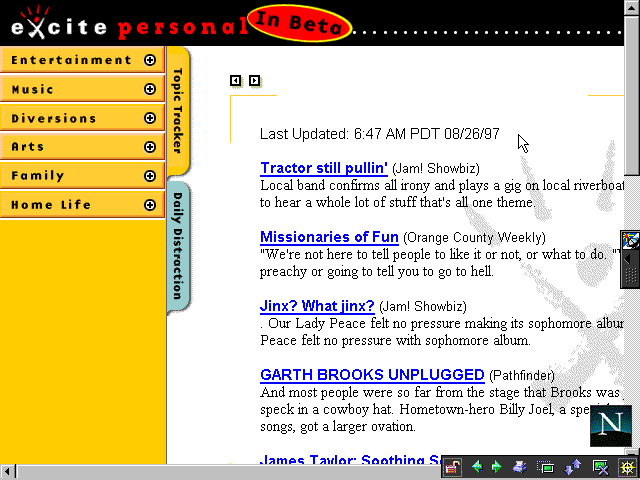 excite personal In Beta
Entertainment
Music
Diversions
Arts
Family
Home Life
Topic Tracker
Daily Distraction
Last Updated: 6:47 AM PDT 08/26/97
Tractor still pullin' (Jam! Showbiz)
Local band confirms all irony and plays a gig on local riverboat
to hear a whole lot of stuff that's all one theme.
Missionaries of Fun (Orange County Weekly)
"We're not here to tell people to like it or not, or what to do. "
preachy or going to tell you to go to hell.
Jinx? What jinx? (Jam! Showbiz)
. Our Lady Peace felt no pressure making its sophomore albu
Peace felt no pressure with sophomore album.
GARTH BROOKS UNPLUGGED (Pathfinder)
And most people were so far from the stage that Brooks was
speck in a cowboy hat. Hometown-hero Billy Joel, a special
songs, got a larger ovation.
James Taylor: Soothing S
N